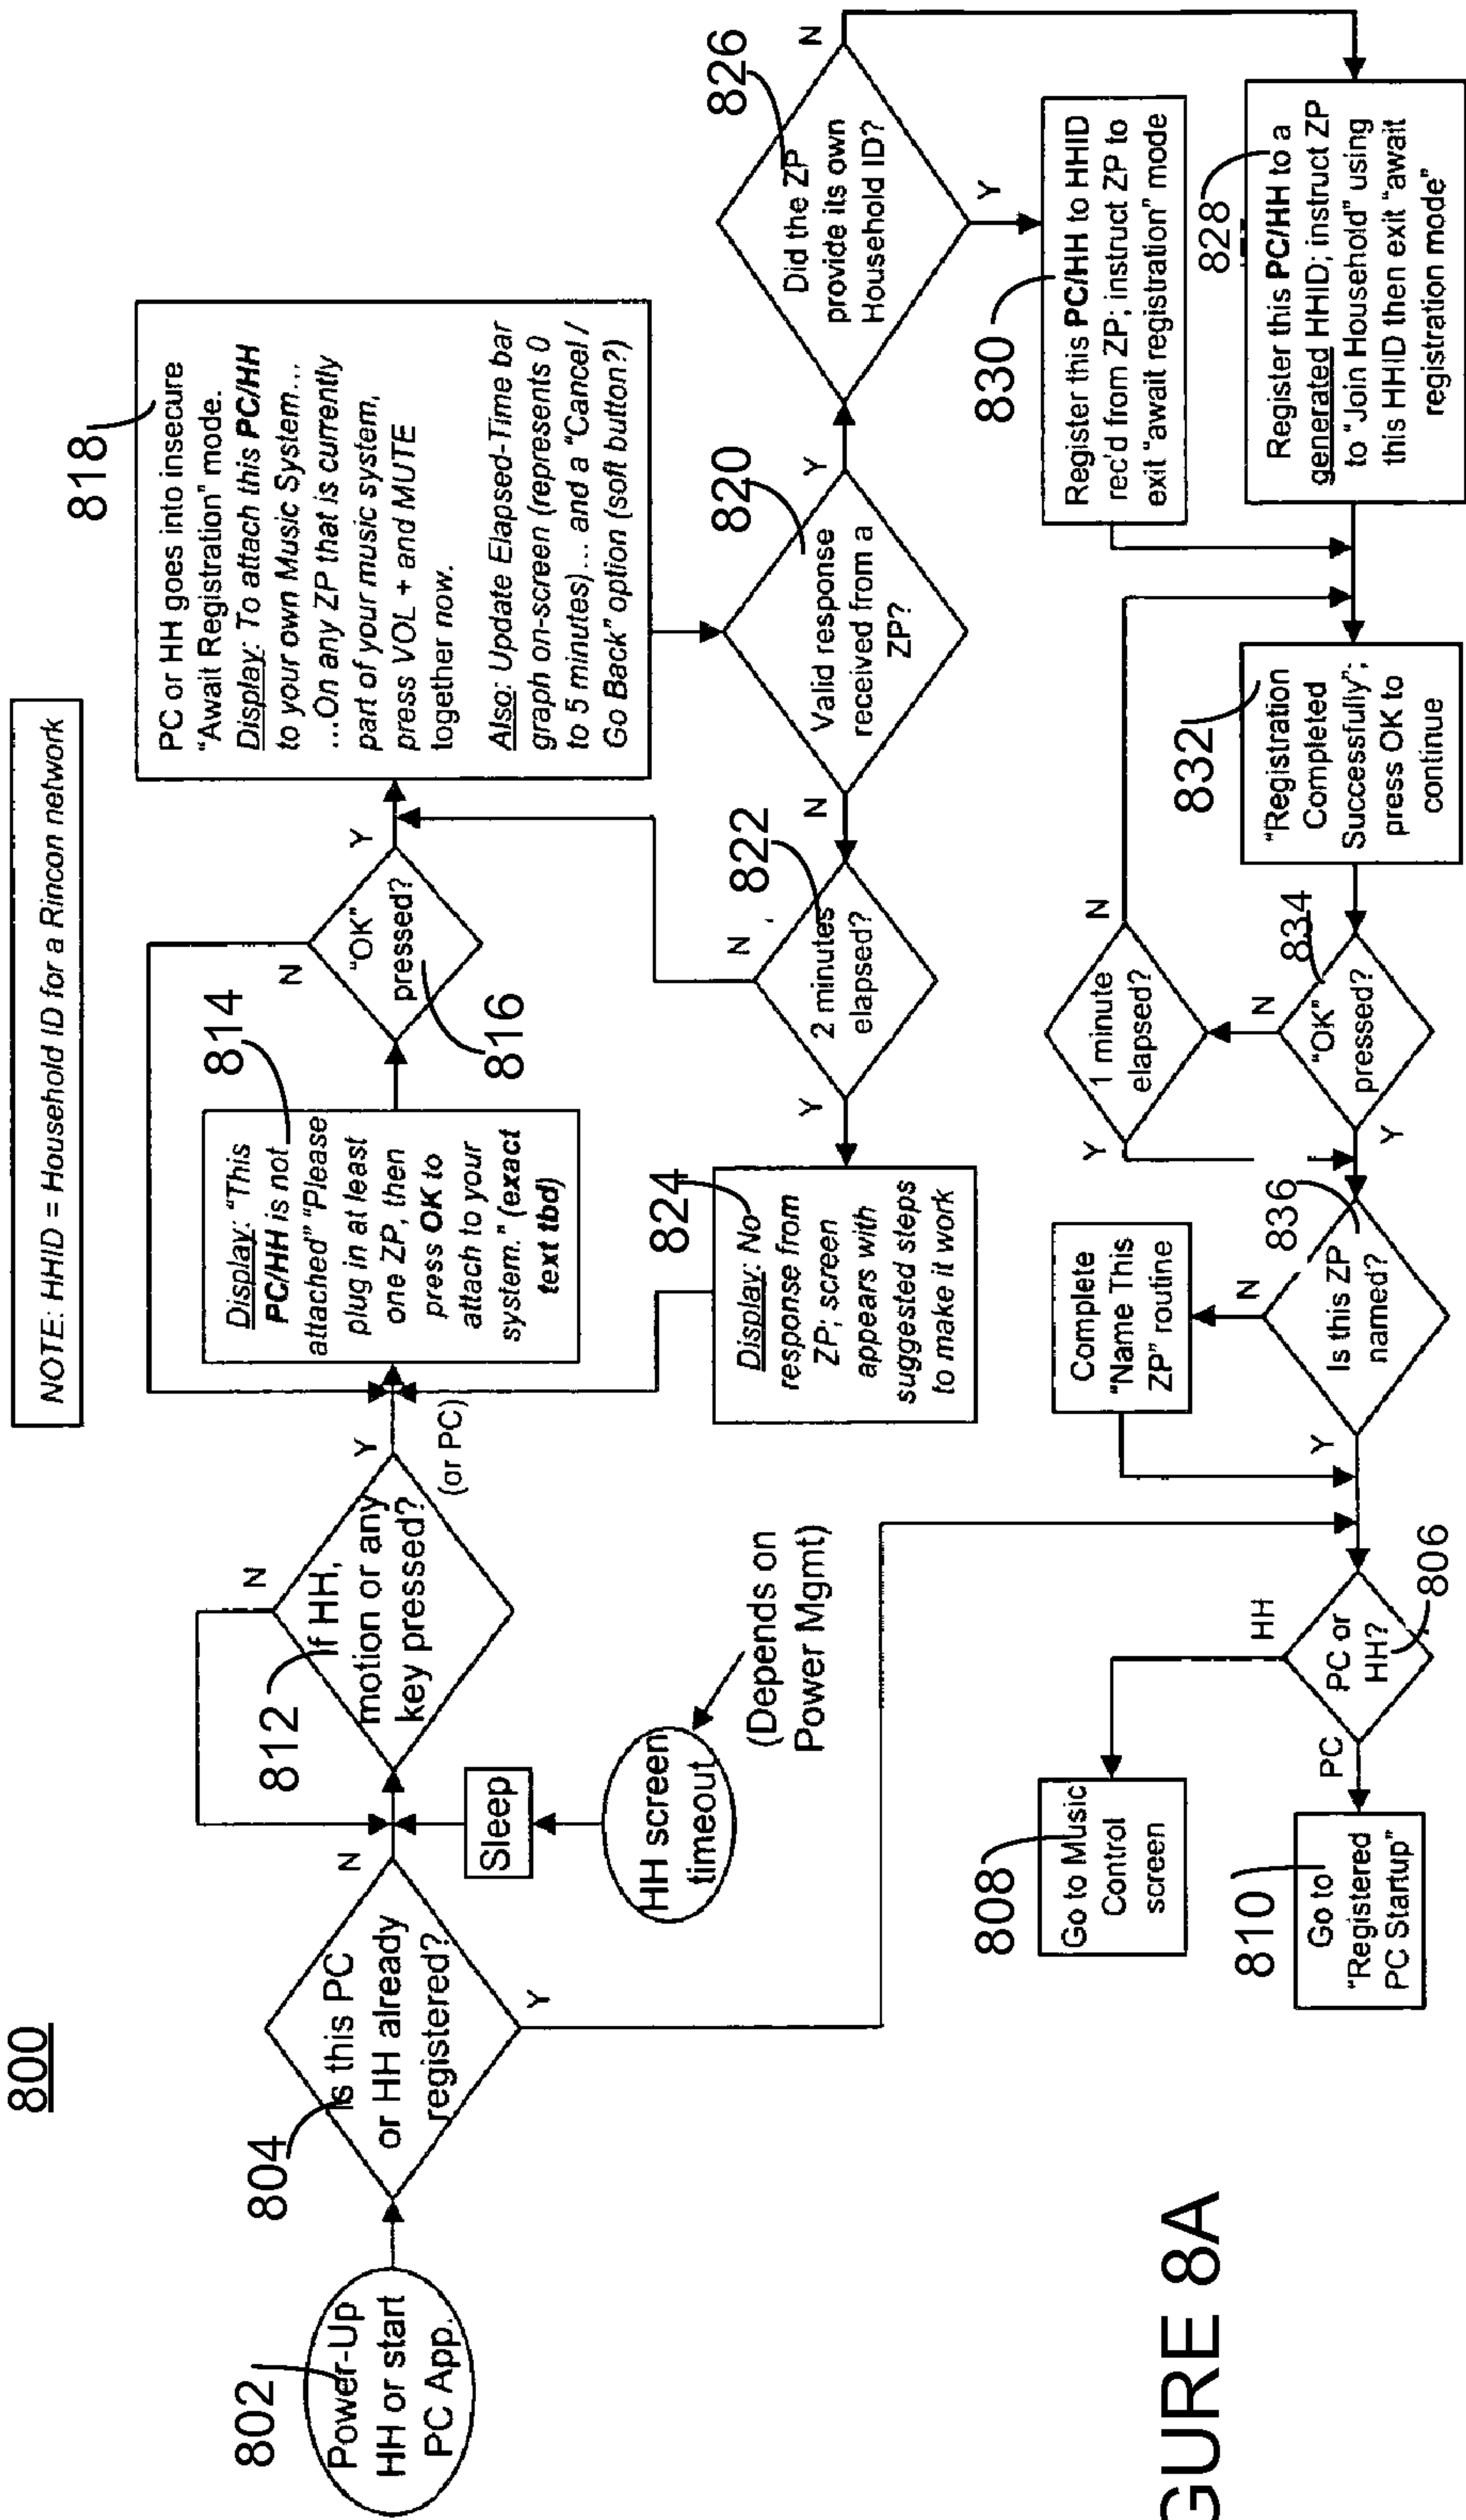 800
NOTE: HHID = Household ID for a Rincon network
802
Power-Up
HH or start
PC App.
804
Is this PC
or HH already
registered?
N
Y
Sleep
HH screen
timeout
(Depends on
Power Mgmt)
812
If HH,
motion or any
key pressed?
N
Y
(or PC)
814
Display: "This
PC/HH is not
attached" "Please
plug in at least
one ZP, then
press OK to
attach to your
system." (exact
text tbd)
816
"OK"
pressed?
N
Y
818
PC or HH goes into insecure
"Await Registration" mode.
Display: To attach this PC/HH
to your own Music System...
...On any ZP that is currently
part of your music system,
press VOL + and MUTE
together now.
Also: Update Elapsed-Time bar
graph on-screen (represents 0
to 5 minutes)... and a "Cancel /
Go Back" option (soft button?)
820
Valid response
received from a
ZP?
N
Y
822
2 minutes
elapsed?
N
Y
824
Display: No
response from
ZP; screen
appears with
suggested steps
to make it work
826
Did the ZP
provide its own
Household ID?
N
Y
830
Register this PC/HH to HHID
rec'd from ZP; instruct ZP to
exit "await registration" mode
828
Register this PC/HH to a
generated HHID; instruct ZP
to "Join Household" using
this HHID then exit "await
registration mode"
832
"Registration
Completed
Successfully";
press OK to
continue
834
"OK"
pressed?
N
Y
1 minute
elapsed?
N
Y
836
Is this ZP
named?
N
Y
Complete
"Name This
ZP" routine
806
PC or
HH?
HH
PC
808
Go to Music
Control
screen
810
Go to
"Registered
PC Startup"
GURE 8A